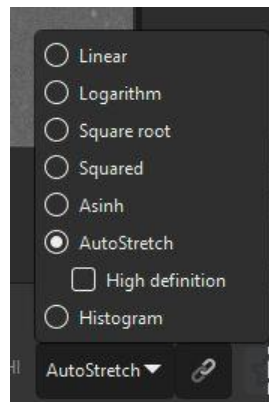 Linear
Logarithm
Square root
Squared
Asinh
AutoStretch
High definition
Histogram
AutoStretch